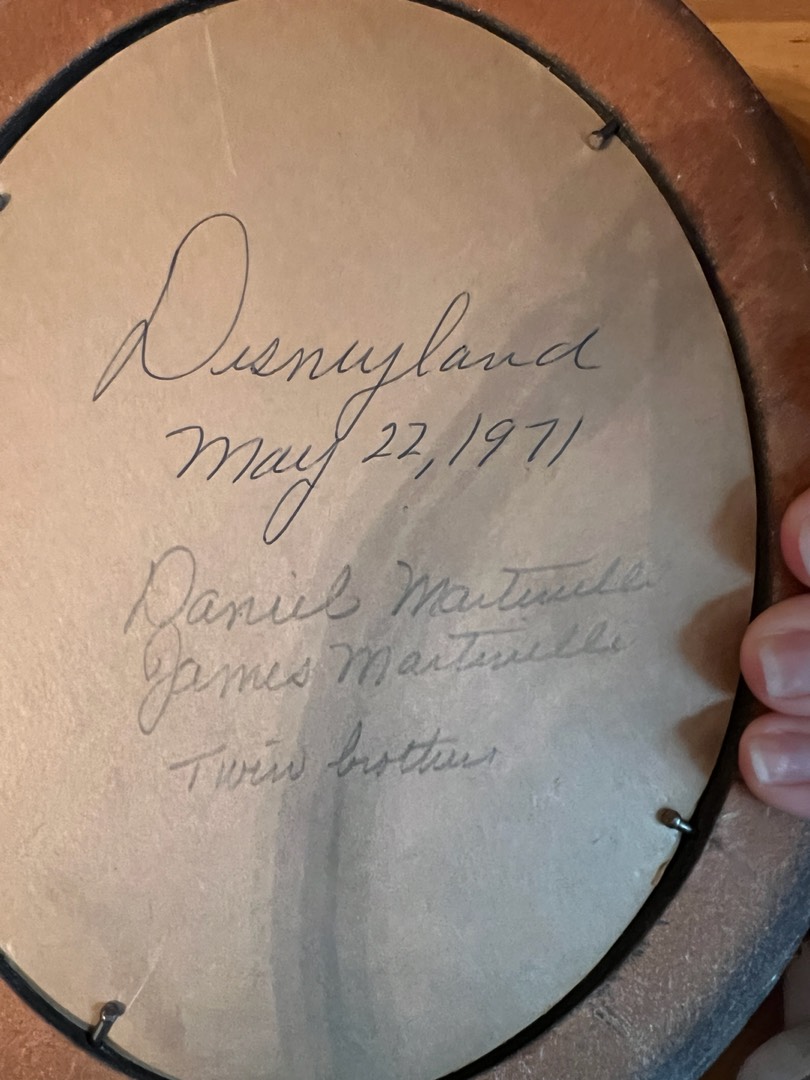 Disneyland
May 22, 1971
Daniel Martinelli
James Martinelli
Twin brothers